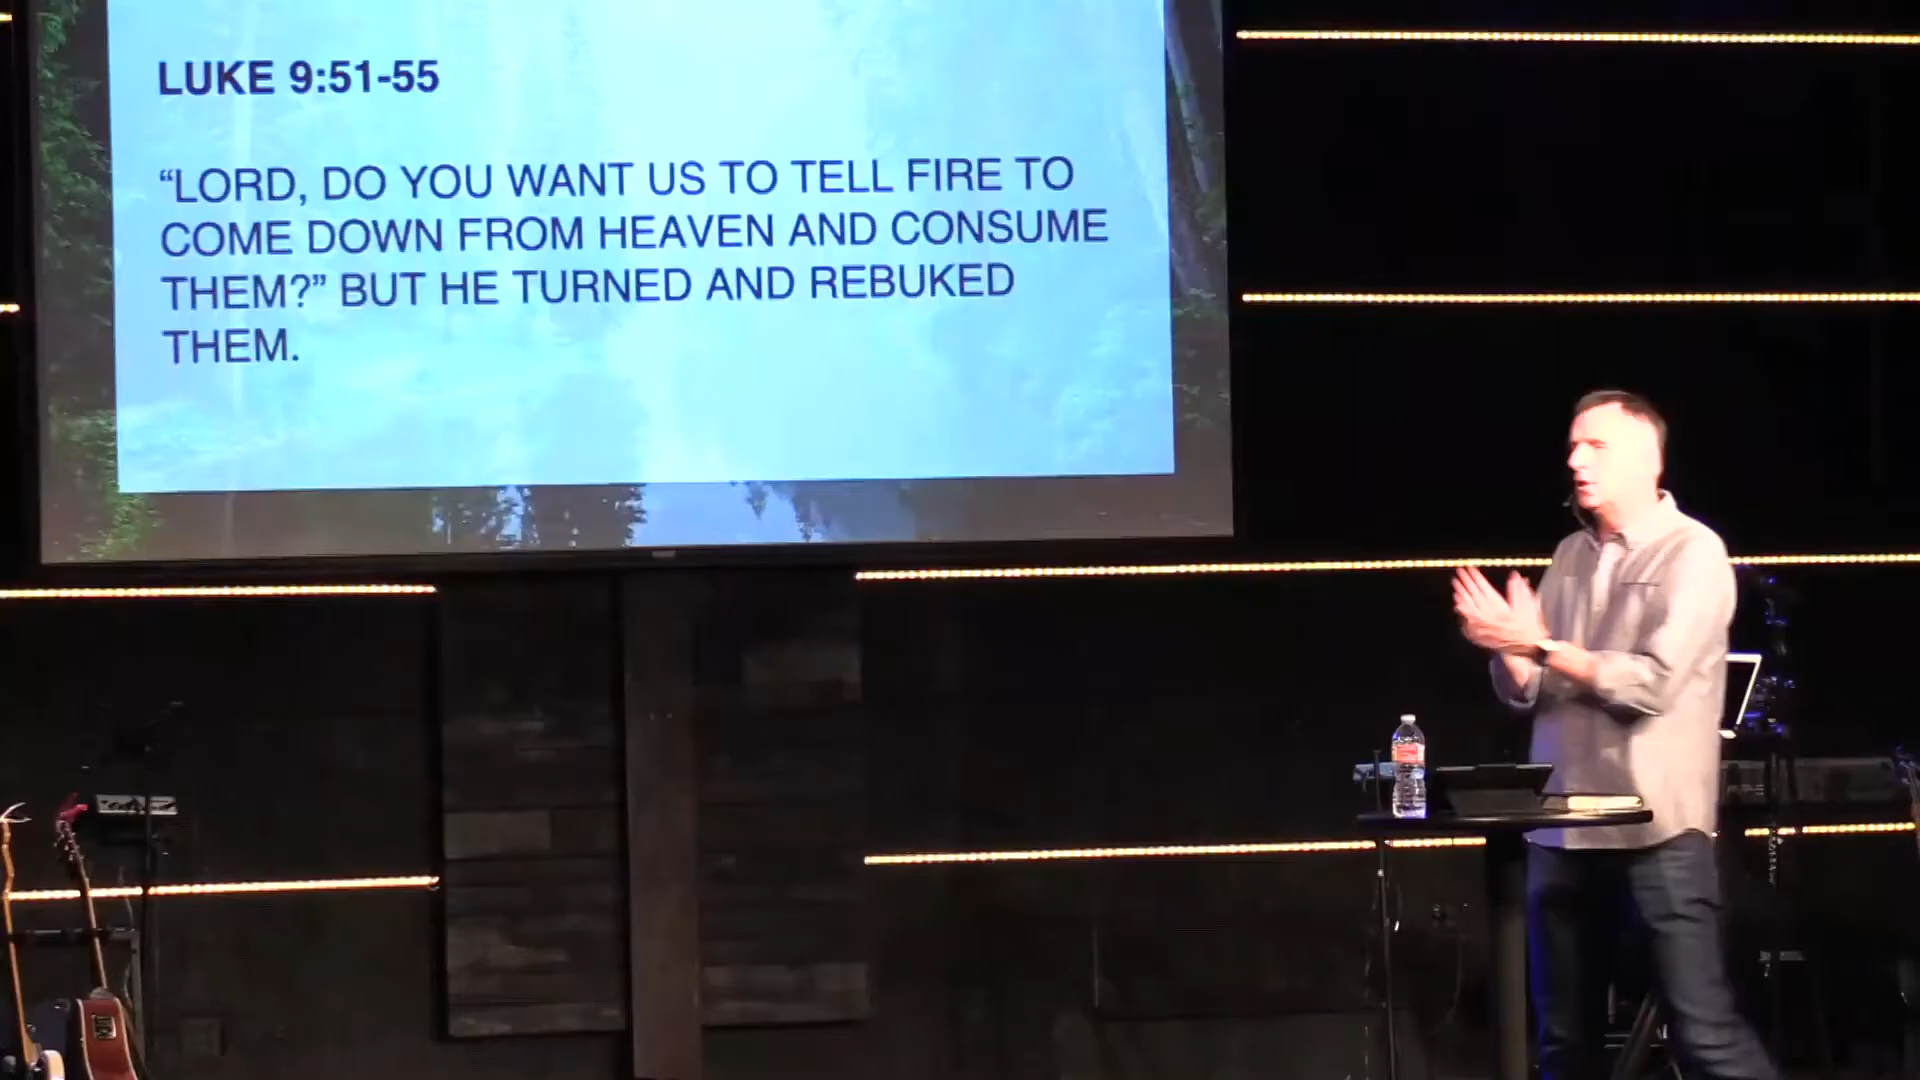 LUKE 9:51-55
“LORD, DO YOU WANT US TO TELL FIRE TO
COME DOWN FROM HEAVEN AND CONSUME
THEM?” BUT HE TURNED AND REBUKED
THEM.